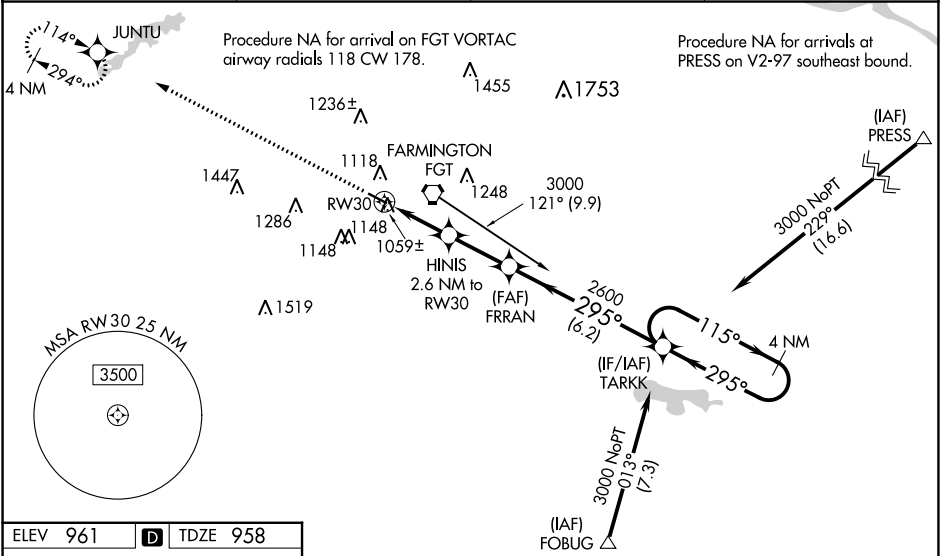 114°
JUNTU
294°
4 NM
Procedure NA for arrival on FGT VORTAC
airway radials 118 CW 178.
Procedure NA for arrivals at
PRESS on V2-97 southeast bound.
1455
1753
1236±
(IAF)
PRESS
FARMINGTON
FGT
1118
1447
1248
3000
121° (9.9)
RW30
1286
3000 NoPT
229°
(16.6)
1148
1148
1059±
HINIS
2.6 NM to
RW30
(FAF)
FRRAN
2600
295°
(6.2)
1519
115°
4 NM
MSA RW30 25 NM
3500
(IF/IAF)
TARKK
295°
3000 NoPT
013°
(7.3)
(IAF)
FOBUG
ELEV 961 D TDZE 958